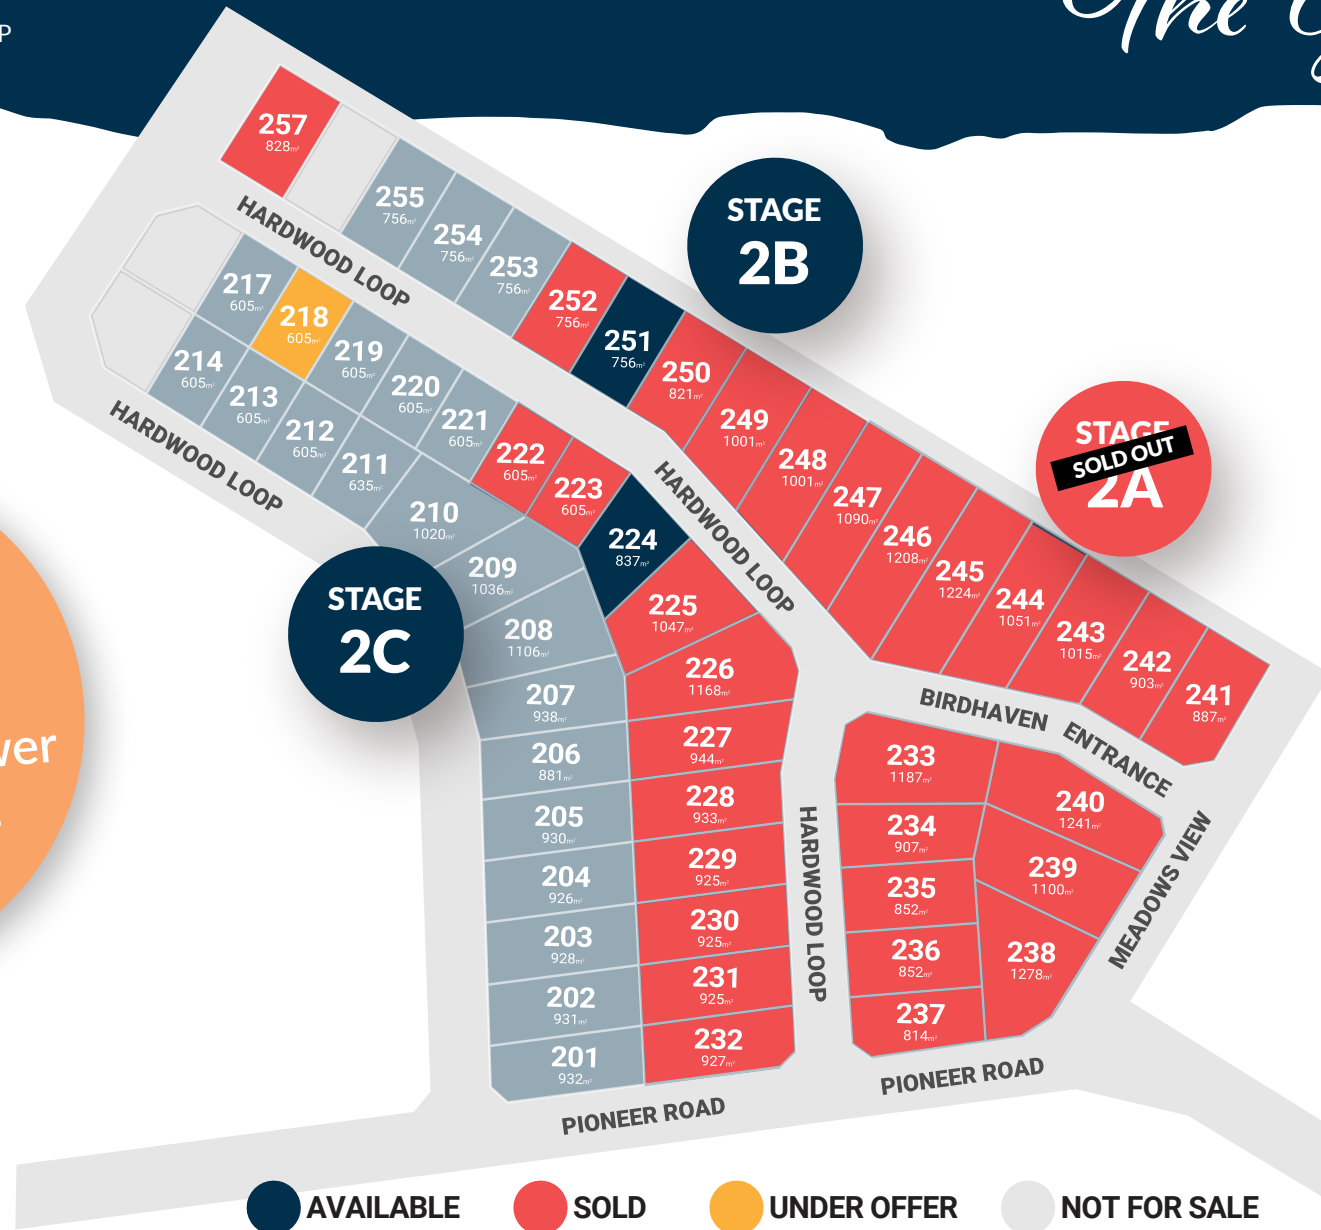 P
The
257
828m²
255
756m²
254
756m²
253
756m²
252
756m²
251
756m²
250
821m²
249
1001m²
248
1001m²
247
1090m²
246
1208m²
245
1224m²
244
1051m²
243
1015m²
242
903m²
241
887m²
STAGE
2B
STAGE
SOLD OUT
2A
HARDWOOD LOOP
217
605m²
218
605m²
219
605m²
220
605m²
221
605m²
222
605m²
223
605m²
224
837m²
214
605m²
213
605m²
212
605m²
211
635m²
210
1020m²
209
1036m²
208
1106m²
207
938m²
206
881m²
205
930m²
204
926m²
203
928m²
202
931m²
201
932m²
HARDWOOD LOOP
STAGE
2C
HARDWOOD LOOP
225
1047m²
226
1168m²
227
944m²
228
933m²
229
925m²
230
925m²
231
925m²
232
927m²
HARDWOOD LOOP
BIRDHAVEN ENTRANCE
233
1187m²
234
907m²
235
852m²
236
852m²
237
814m²
240
1241m²
239
1100m²
238
1278m²
MEADOWS VIEW
PIONEER ROAD
PIONEER ROAD
ver
AVAILABLE
SOLD
UNDER OFFER
NOT FOR SALE